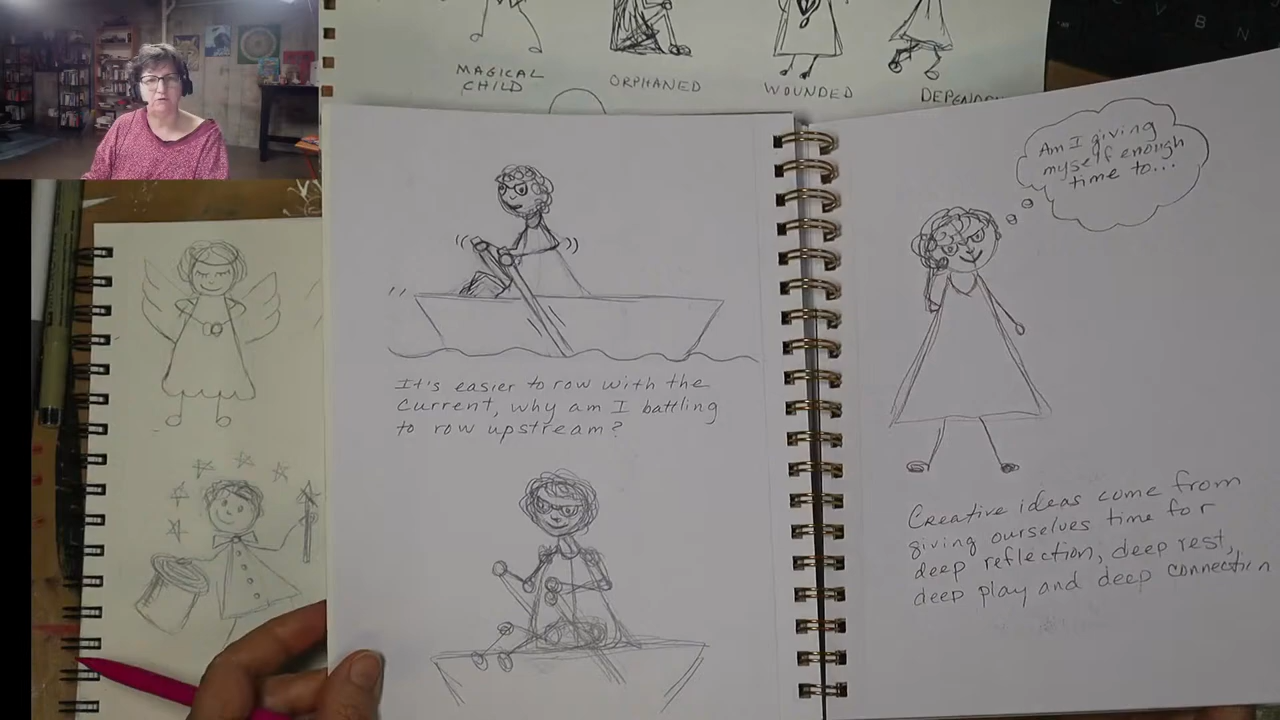 MAGICAL
CHILD
ORPHANED
WOUNDED
Am I giving
myself enough
time to...
It's easier to row with the
current, why am I battling
to row upstream?
Creative ideas come from
giving ourselves time for
deep reflection, deep rest,
deep play and deep connection
V B N